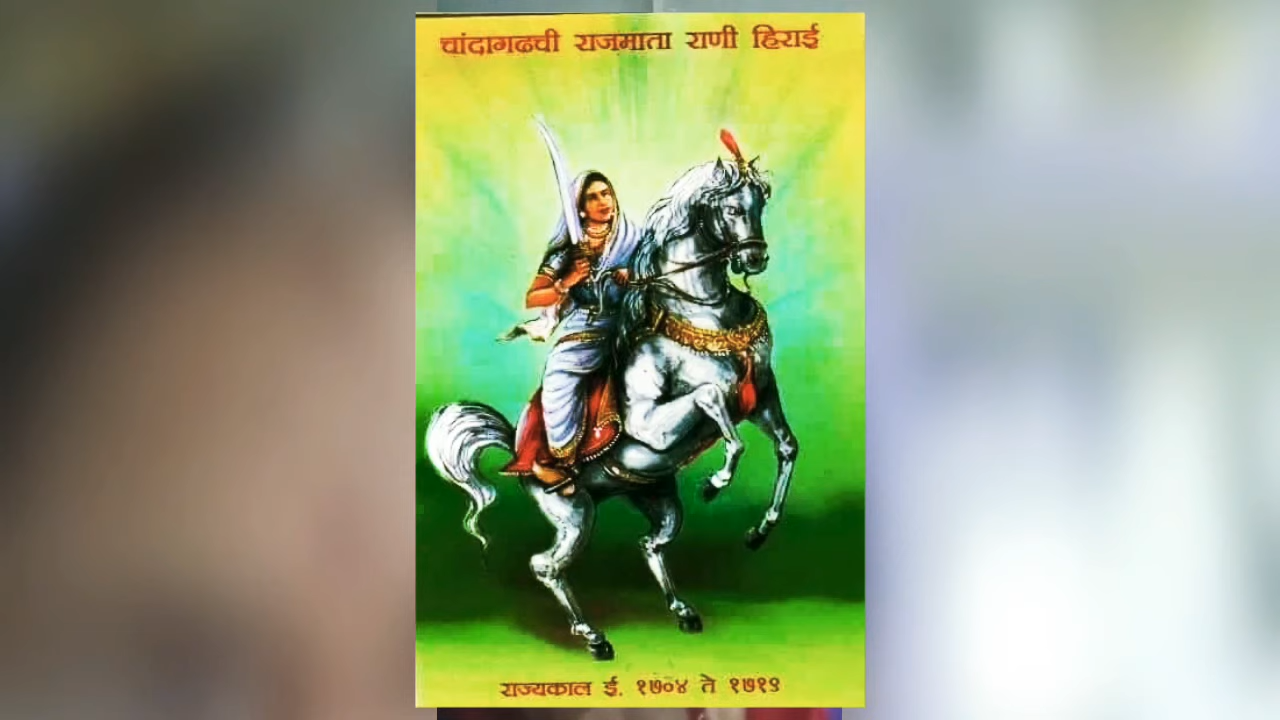 चांदागढची राजमाता राणी हिराई
राज्यकाल ई. १७०४ ते १७१९